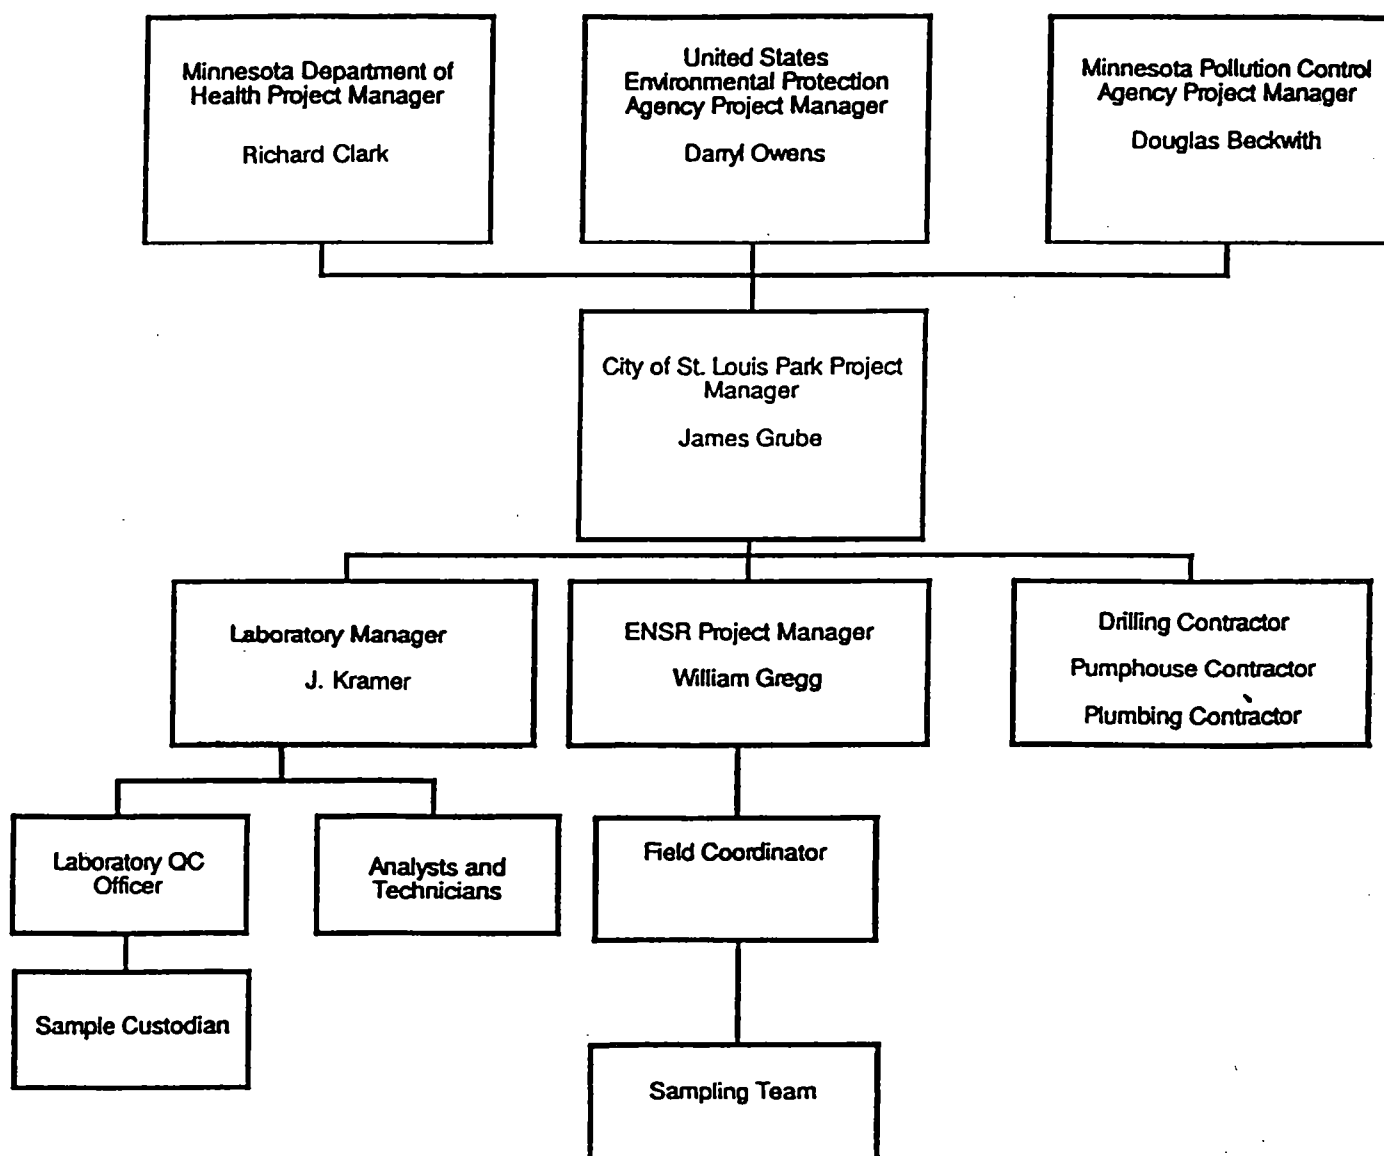 Minnesota Department of
Health Project Manager
Richard Clark
United States
Environmental Protection
Agency Project Manager
Darryl Owens
Minnesota Pollution Control
Agency Project Manager
Douglas Beckwith
City of St. Louis Park Project
Manager
James Grube
Laboratory Manager
J. Kramer
ENSR Project Manager
William Gregg
Drilling Contractor
Pumphouse Contractor
Plumbing Contractor
Laboratory QC
Officer
Analysts and
Technicians
Field Coordinator
Sample Custodian
Sampling Team